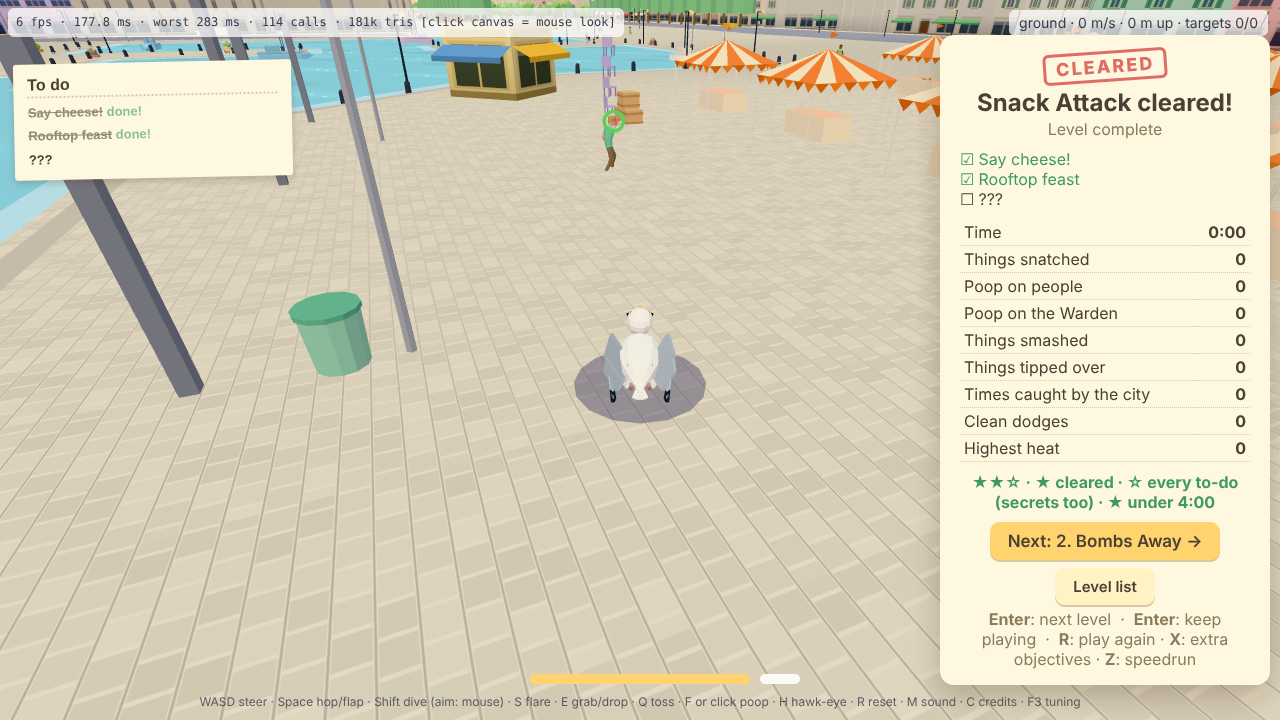 6 fps · 177.8 ms · worst 283 ms · 114 calls · 181k tris [click canvas = mouse look]
ground · 0 m/s · 0 m up · targets 0/0
To do
Say cheese! done!
Rooftop feast done!
???
CLEARED
Snack Attack cleared!
Level complete
☑ Say cheese!
☑ Rooftop feast
☐ ???
Time 0:00
Things snatched 0
Poop on people 0
Poop on the Warden 0
Things smashed 0
Things tipped over 0
Times caught by the city 0
Clean dodges 0
Highest heat 0
★★☆ · ★ cleared · ☆ every to-do
(secrets too) · ★ under 4:00
Next: 2. Bombs Away →
Level list
Enter: next level · Enter: keep
playing · R: play again · X: extra
objectives · Z: speedrun
WASD steer · Space hop/flap · Shift dive (aim: mouse) · S flare · E grab/drop · Q toss · F or click poop · H hawk-eye · R reset · M sound · C credits · F3 tuning